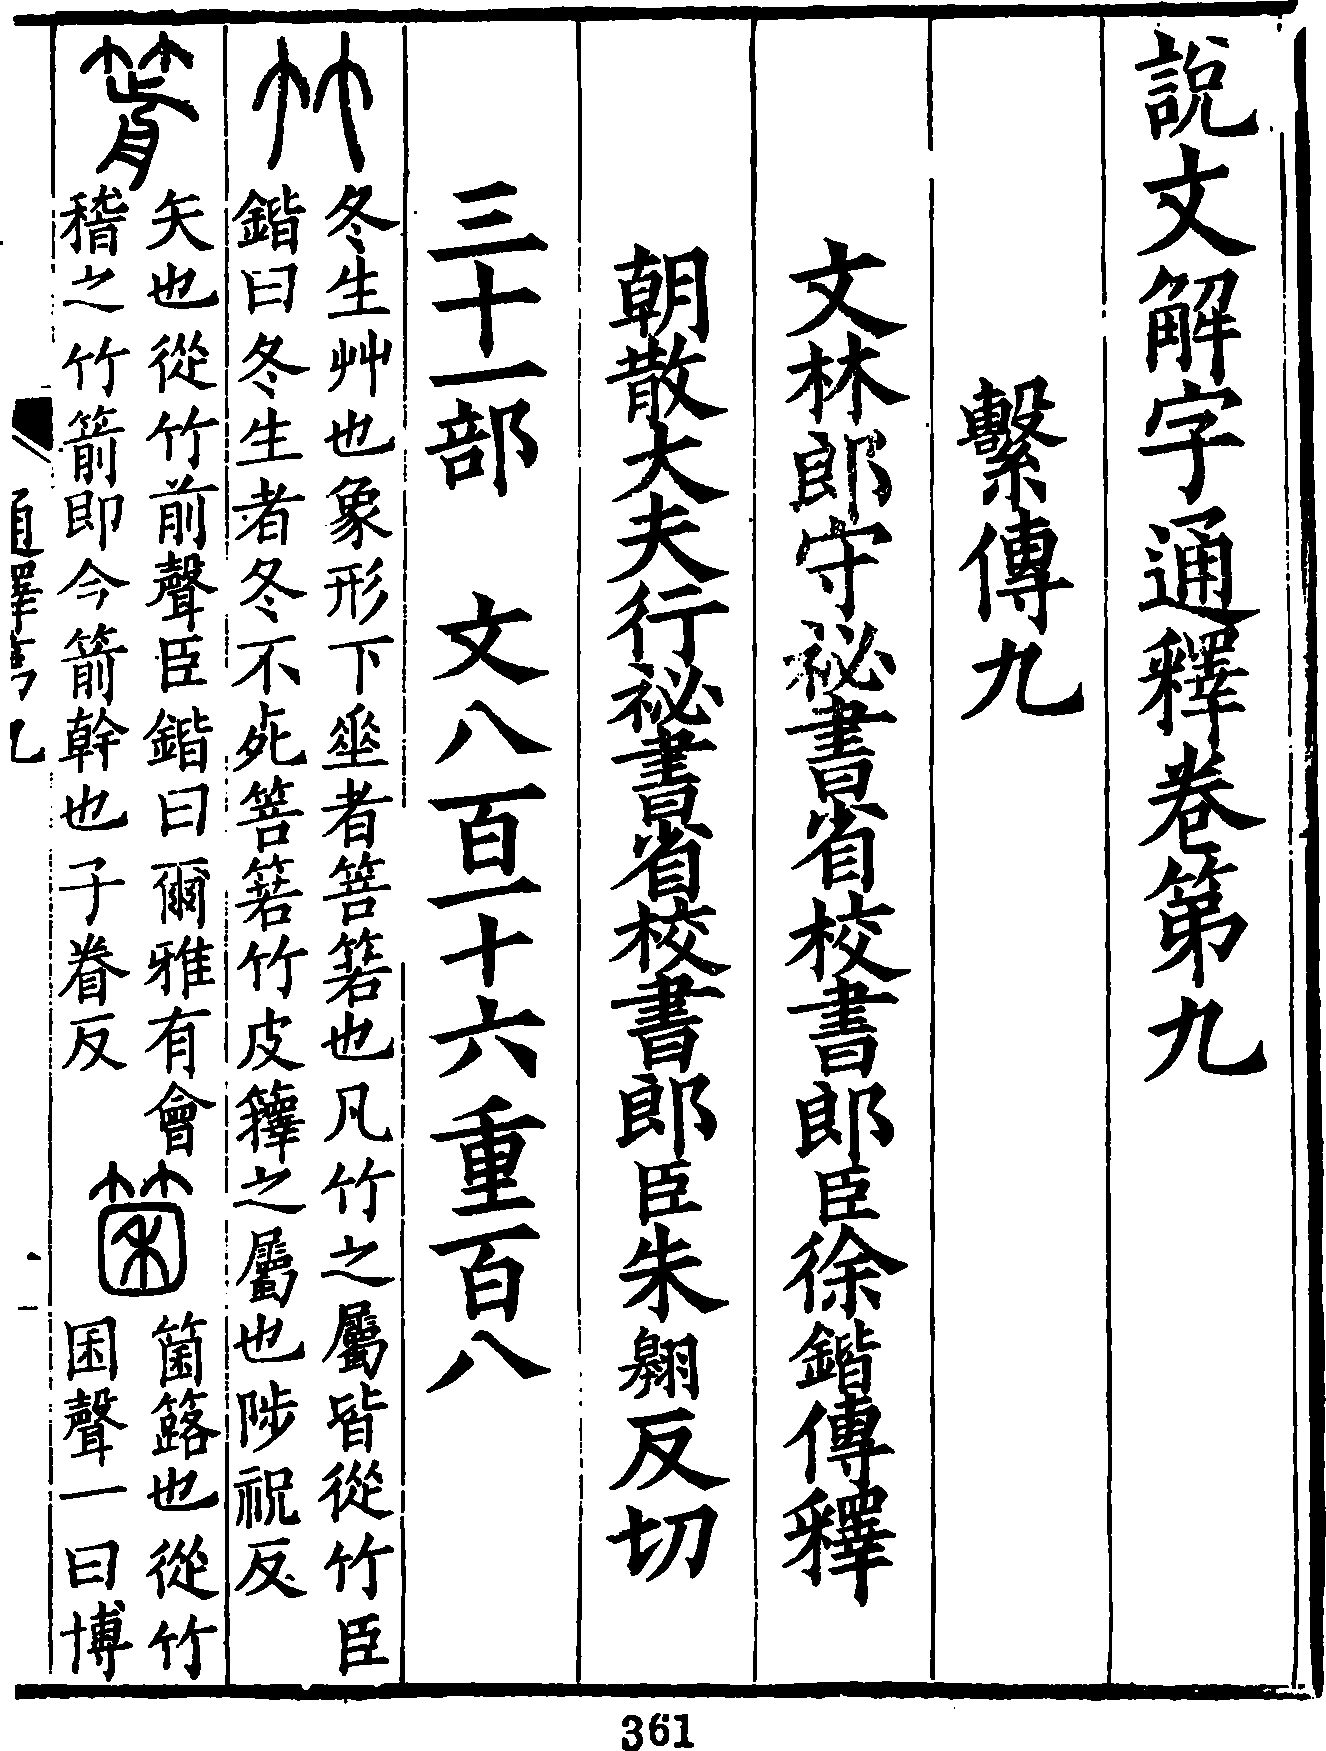 說文解字通釋卷第九
繫傳九
文林郎守祕書省校書郎臣徐鍇傳釋
朝散大夫行祕書省校書郎臣朱翱反切
三十一部　文八百一十六　重百八
竹
冬生艸也象形下垂者箁箬也凡竹之屬皆從竹臣
鍇曰冬生者冬不死箁箬竹皮籜之屬也陟祝反
箭
矢也從竹前聲臣鍇曰爾雅有會
稽之竹箭即今箭幹也子眷反
箘
箘簬也從竹
囷聲一曰博
通釋九
361